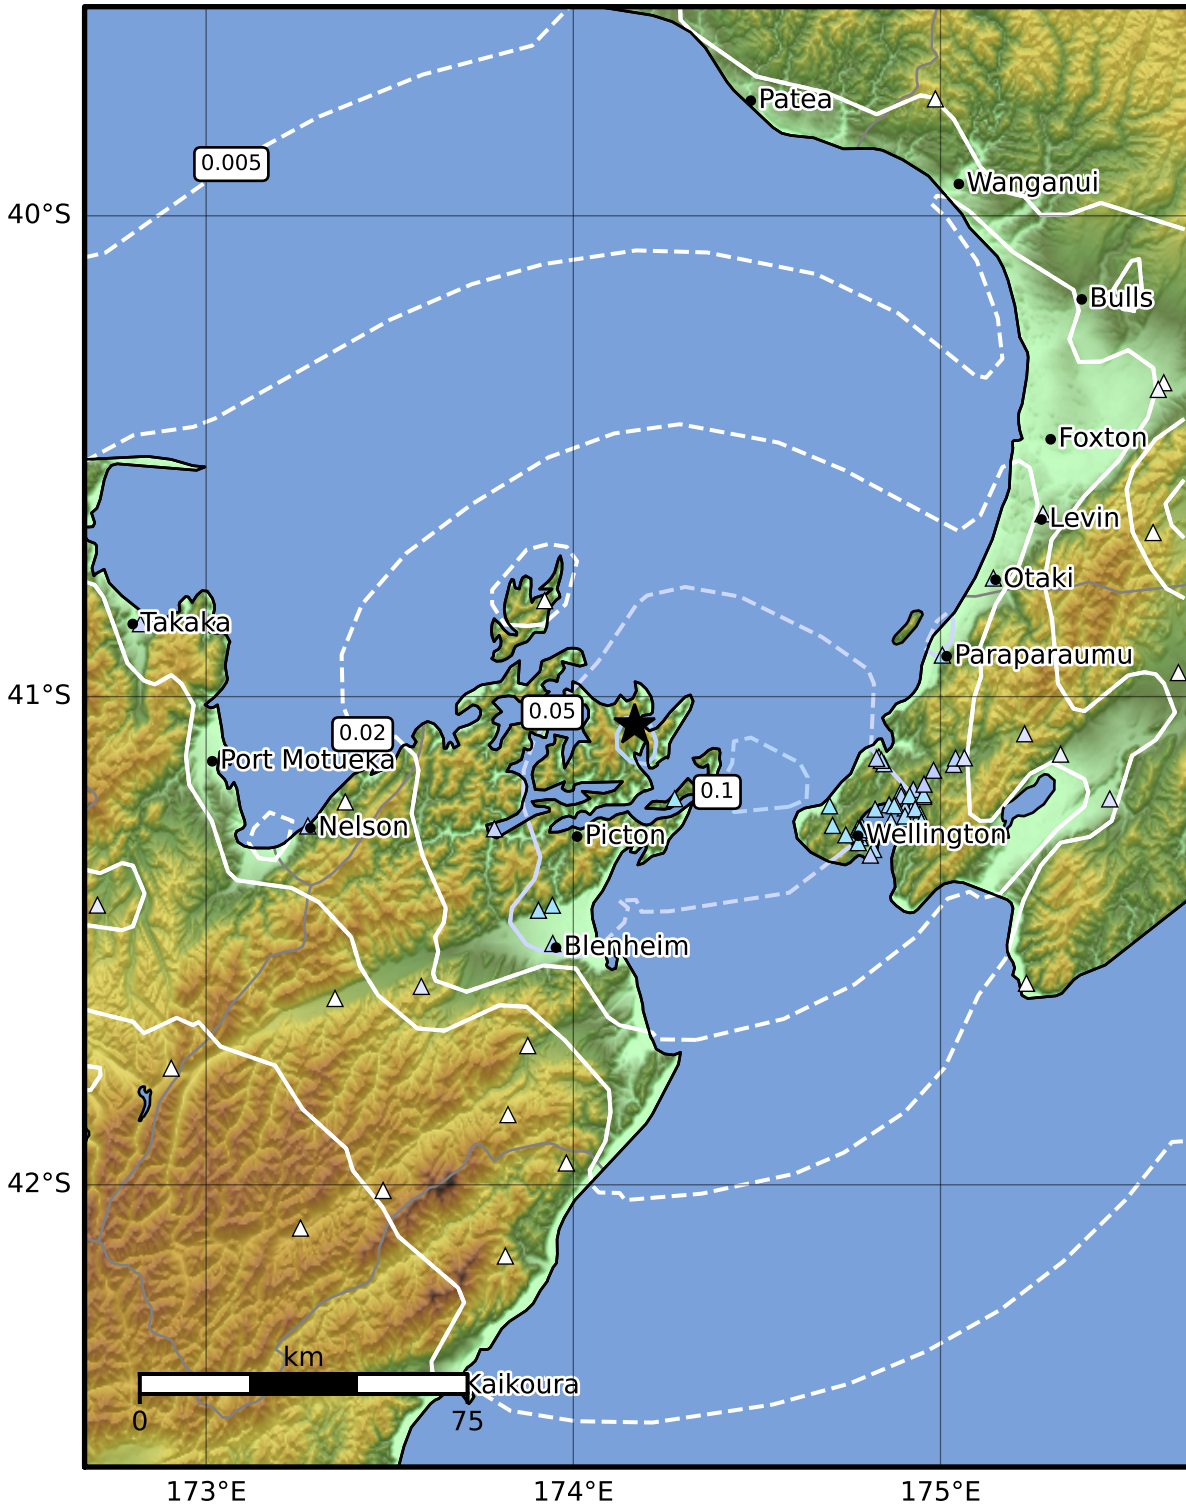 Patea
0.005
Wanganui
40°S
Bulls
Foxton
Levin
Otaki
Takaka
Paraparaumu
41°S
0.05
0.02
Port Motueka
0.1
Nelson
Picton
Wellington
Blenheim
42°S
km
Kaikoura
0
75
173°E
174°E
175°E